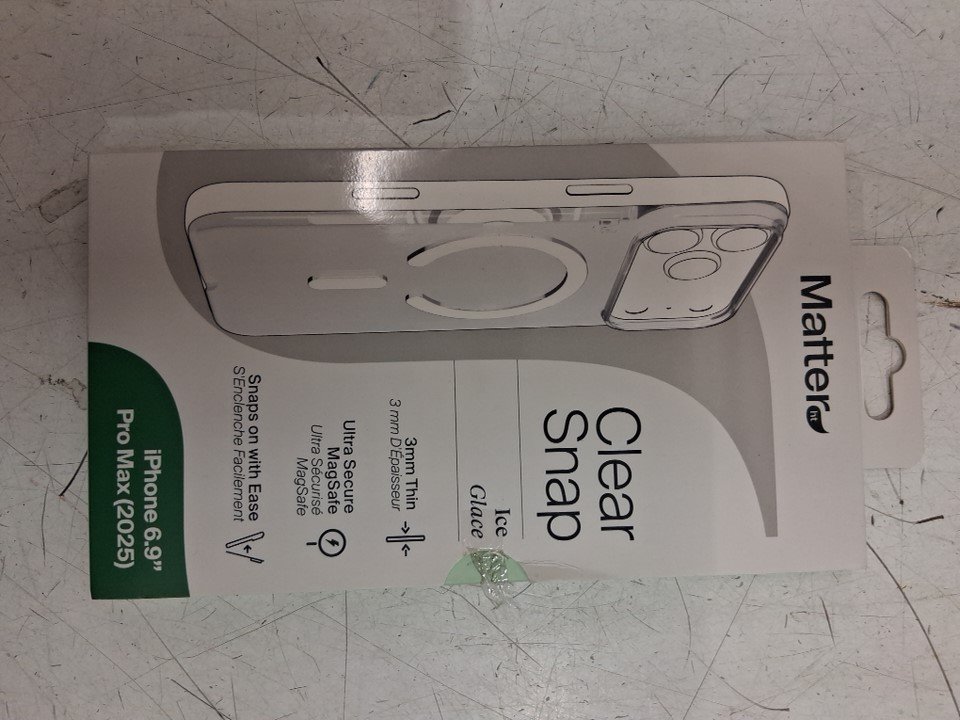 Matter
ht
Clear
Snap
Ice
Glace
3mm Thin
3 mm D'Épaisseur
Ultra Secure
MagSafe
Ultra Sécurisé
MagSafe
Snaps on with Ease
S'Enclenche Facilement
iPhone 6.9”
Pro Max (2025)